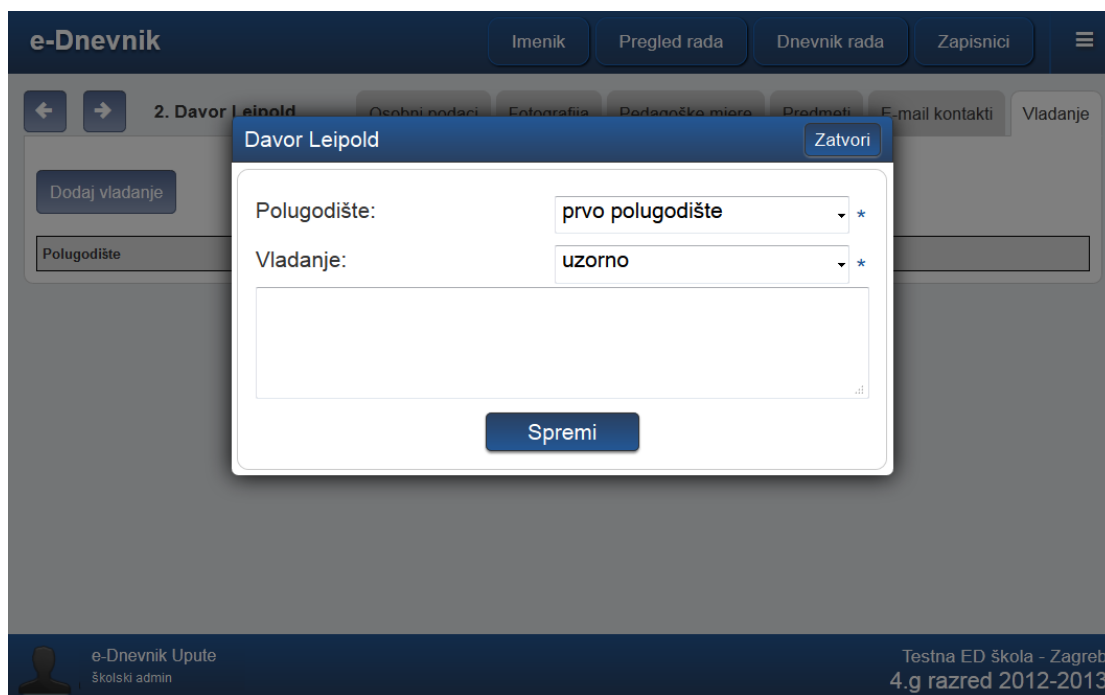 e-Dnevnik
Imenik
Pregled rada
Dnevnik rada
Zapisnici
2. Davor Leipold
Osobni podaci
Fotografija
Pedagoške mjere
Predmeti
E-mail kontakti
Vladanje
Davor Leipold
Zatvori
Dodaj vladanje
Polugodište:
prvo polugodište
*
Polugodište
Vladanje:
uzorno
*
Spremi
e-Dnevnik Upute
školski admin
Testna ED škola - Zagreb
4.g razred 2012-2013